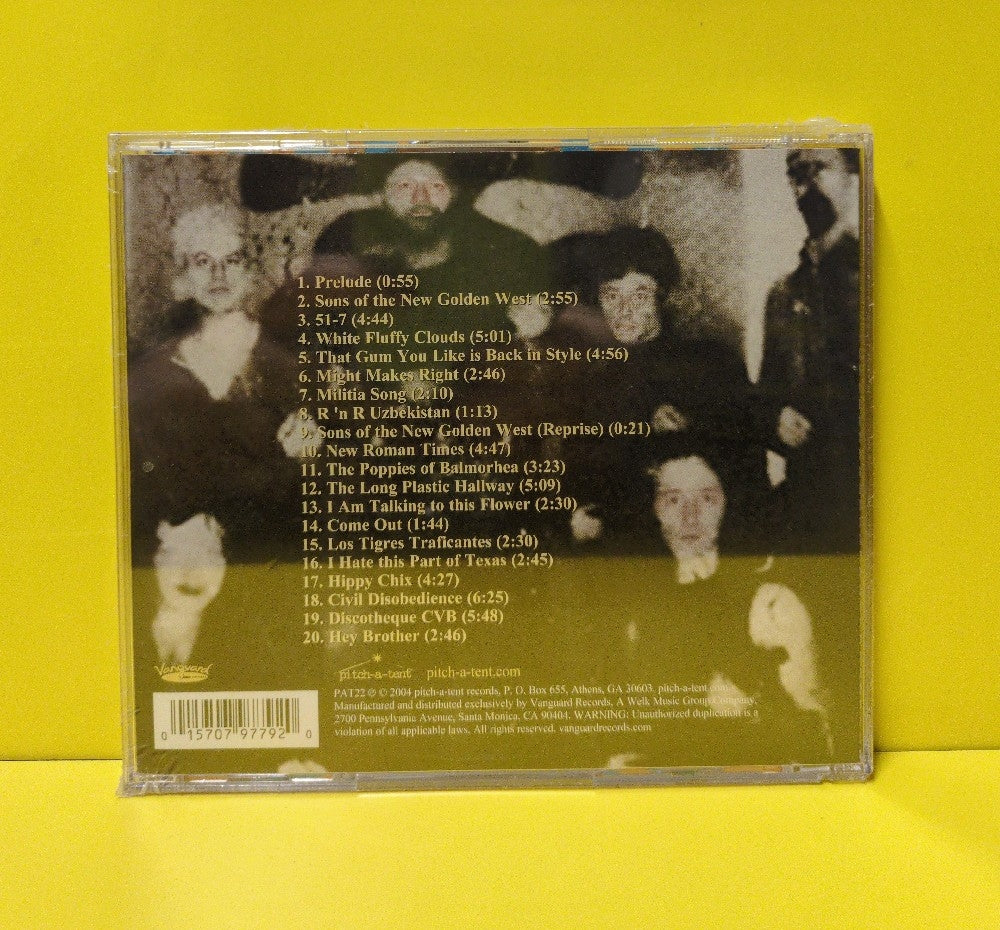 1. Prelude (0:55)
2. Sons of the New Golden West (2:55)
3. 51-7 (4:44)
4. White Fluffy Clouds (5:01)
5. That Gum You Like is Back in Style (4:56)
6. Might Makes Right (2:46)
7. Militia Song (2:10)
8. R 'n R Uzbekistan (1:13)
9. Sons of the New Golden West (Reprise) (0:21)
10. New Roman Times (4:47)
11. The Poppies of Balmorhea (3:23)
12. The Long Plastic Hallway (5:09)
13. I Am Talking to this Flower (2:30)
14. Come Out (1:44)
15. Los Tigres Traficantes (2:30)
16. I Hate this Part of Texas (2:45)
17. Hippy Chix (4:27)
18. Civil Disobedience (6:25)
19. Discotheque CVB (5:48)
20. Hey Brother (2:46)
Vanguard
pitch-a-tent pitch-a-tent.com
PAT22 ℗ © 2004 pitch-a-tent records, P. O. Box 655, Athens, GA 30603. pitch-a-tent.com
Manufactured and distributed exclusively by Vanguard Records, A Welk Music Group Company,
2700 Pennsylvania Avenue, Santa Monica, CA 90404. WARNING: Unauthorized duplication is a
violation of all applicable laws. All rights reserved. vanguardrecords.com
0 15707 97792 0